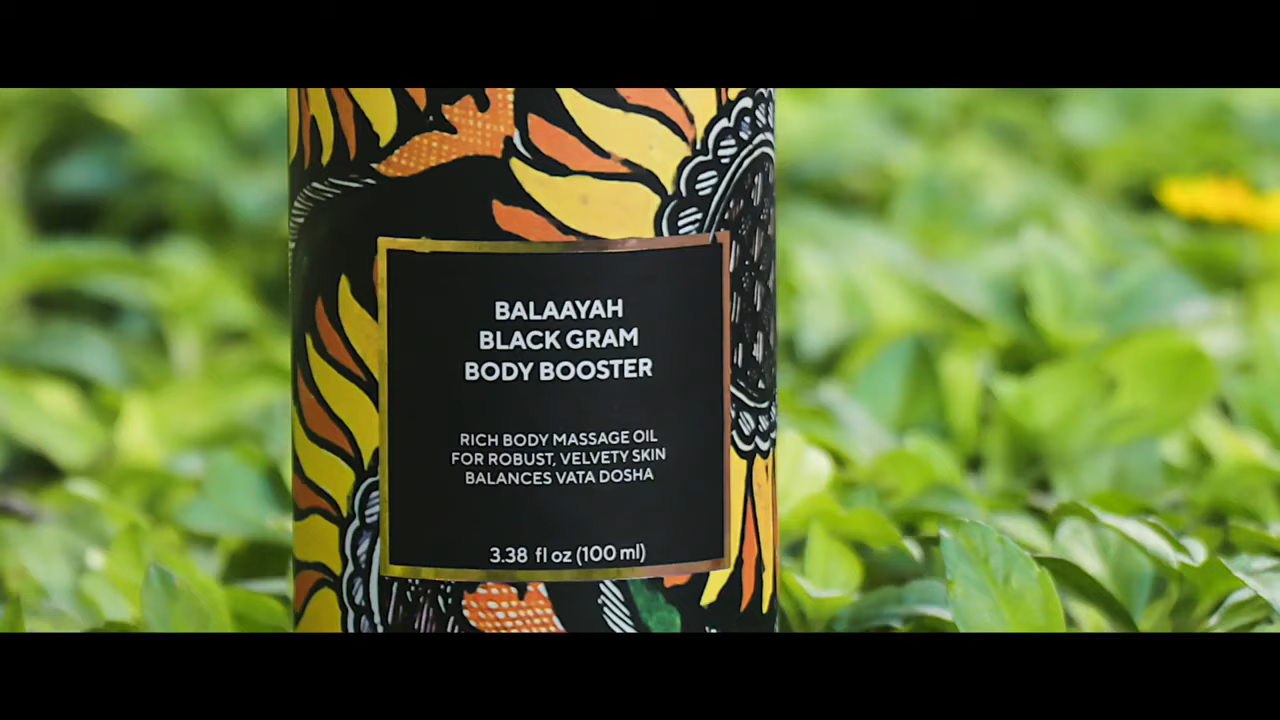 BALAAYAH
BLACK GRAM
BODY BOOSTER
RICH BODY MASSAGE OIL
FOR ROBUST, VELVETY SKIN
BALANCES VATA DOSHA
3.38 fl oz (100 ml)